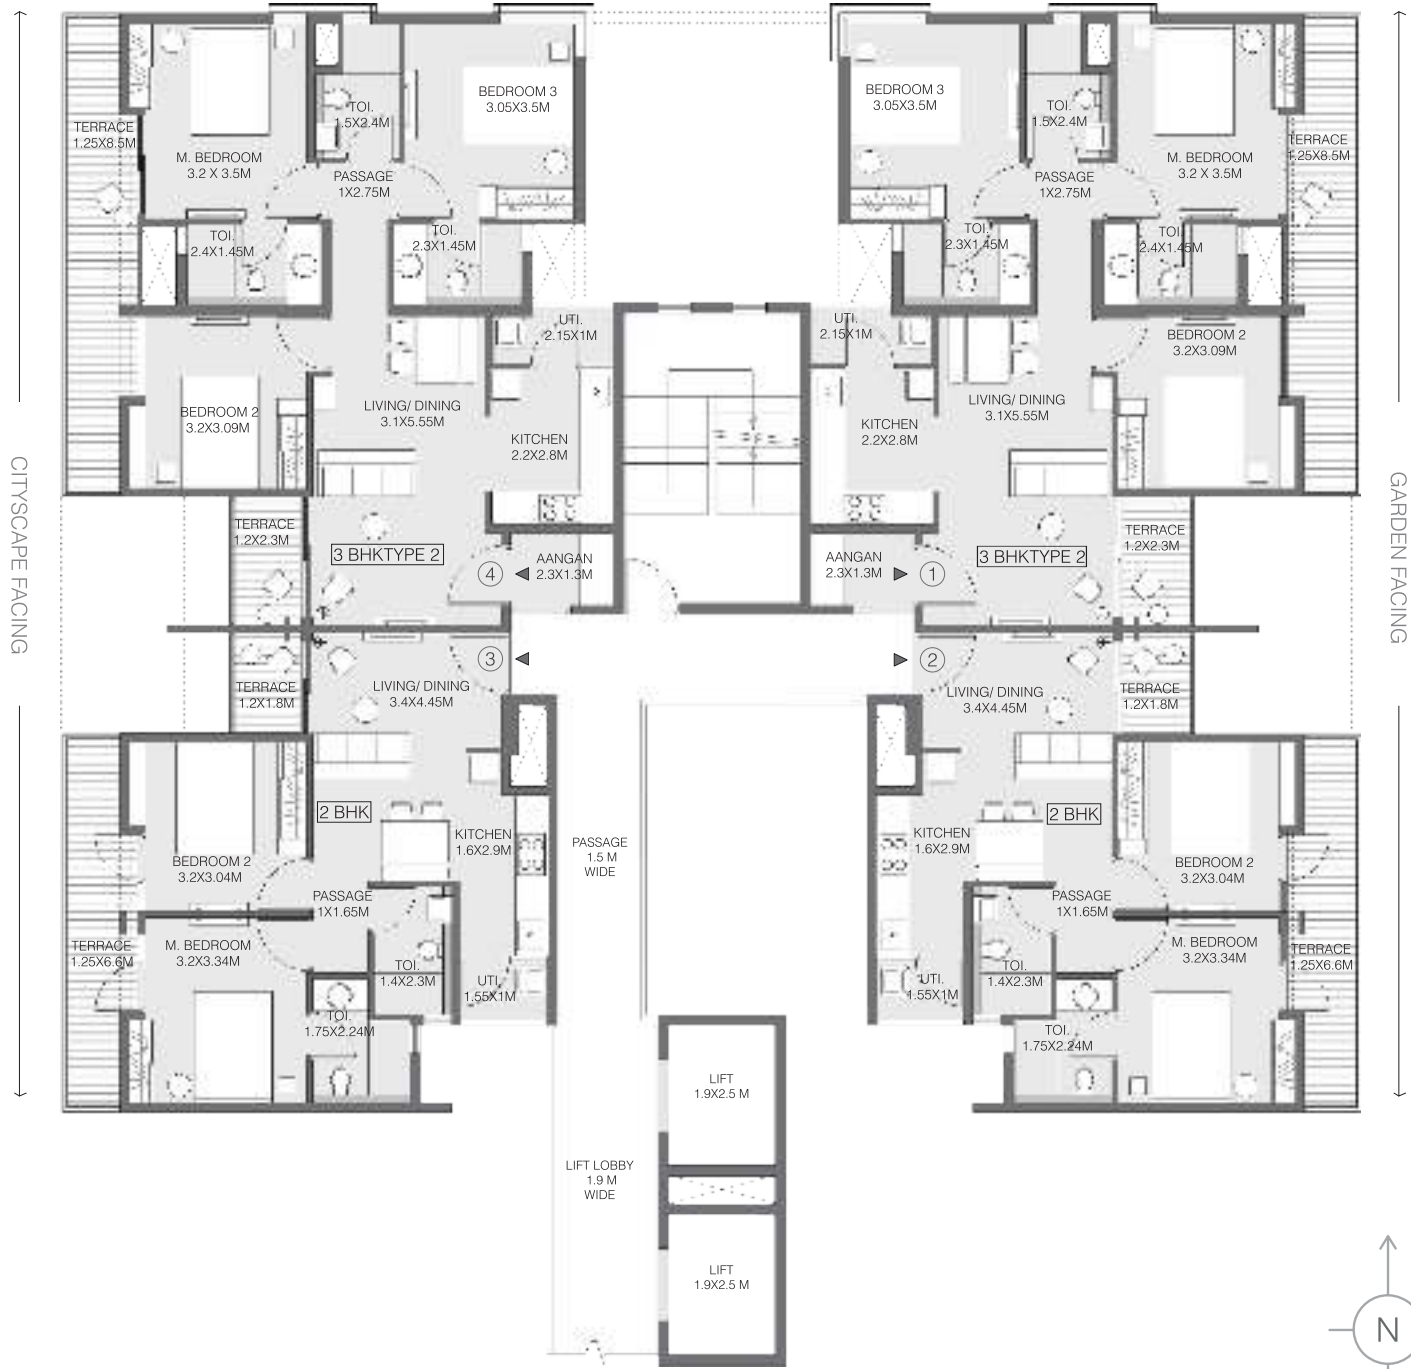 BEDROOM 3
3.05X3.5M
BEDROOM 3
3.05X3.5M
TOI.
1.5X2.4M
TOI.
1.5X2.4M
TERRACE
1.25X8.5M
M. BEDROOM
3.2 X 3.5M
PASSAGE
1X2.75M
PASSAGE
1X2.75M
M. BEDROOM
3.2 X 3.5M
TERRACE
1.25X8.5M
TOI.
2.4X1.45M
TOI.
2.3X1.45M
TOI.
2.3X1.45M
TOI.
2.4X1.45M
UTI.
2.15X1M
UTI.
2.15X1M
BEDROOM 2
3.2X3.09M
LIVING/ DINING
3.1X5.55M
KITCHEN
2.2X2.8M
KITCHEN
2.2X2.8M
LIVING/ DINING
3.1X5.55M
BEDROOM 2
3.2X3.09M
CITYSCAPE FACING
GARDEN FACING
TERRACE
1.2X2.3M
3 BHKTYPE 2
4
AANGAN
2.3X1.3M
AANGAN
2.3X1.3M
1
3 BHKTYPE 2
TERRACE
1.2X2.3M
TERRACE
1.2X1.8M
LIVING/ DINING
3.4X4.45M
3
2
LIVING/ DINING
3.4X4.45M
TERRACE
1.2X1.8M
2 BHK
2 BHK
BEDROOM 2
3.2X3.04M
KITCHEN
1.6X2.9M
PASSAGE
1.5 M
WIDE
KITCHEN
1.6X2.9M
BEDROOM 2
3.2X3.04M
PASSAGE
1X1.65M
PASSAGE
1X1.65M
TERRACE
1.25X6.6M
M. BEDROOM
3.2X3.34M
TOI.
1.4X2.3M
UTI.
1.55X1M
UTI.
1.55X1M
TOI.
1.4X2.3M
M. BEDROOM
3.2X3.34M
TERRACE
1.25X6.6M
TOI.
1.75X2.24M
TOI.
1.75X2.24M
LIFT
1.9X2.5 M
LIFT LOBBY
1.9 M
WIDE
LIFT
1.9X2.5 M
N